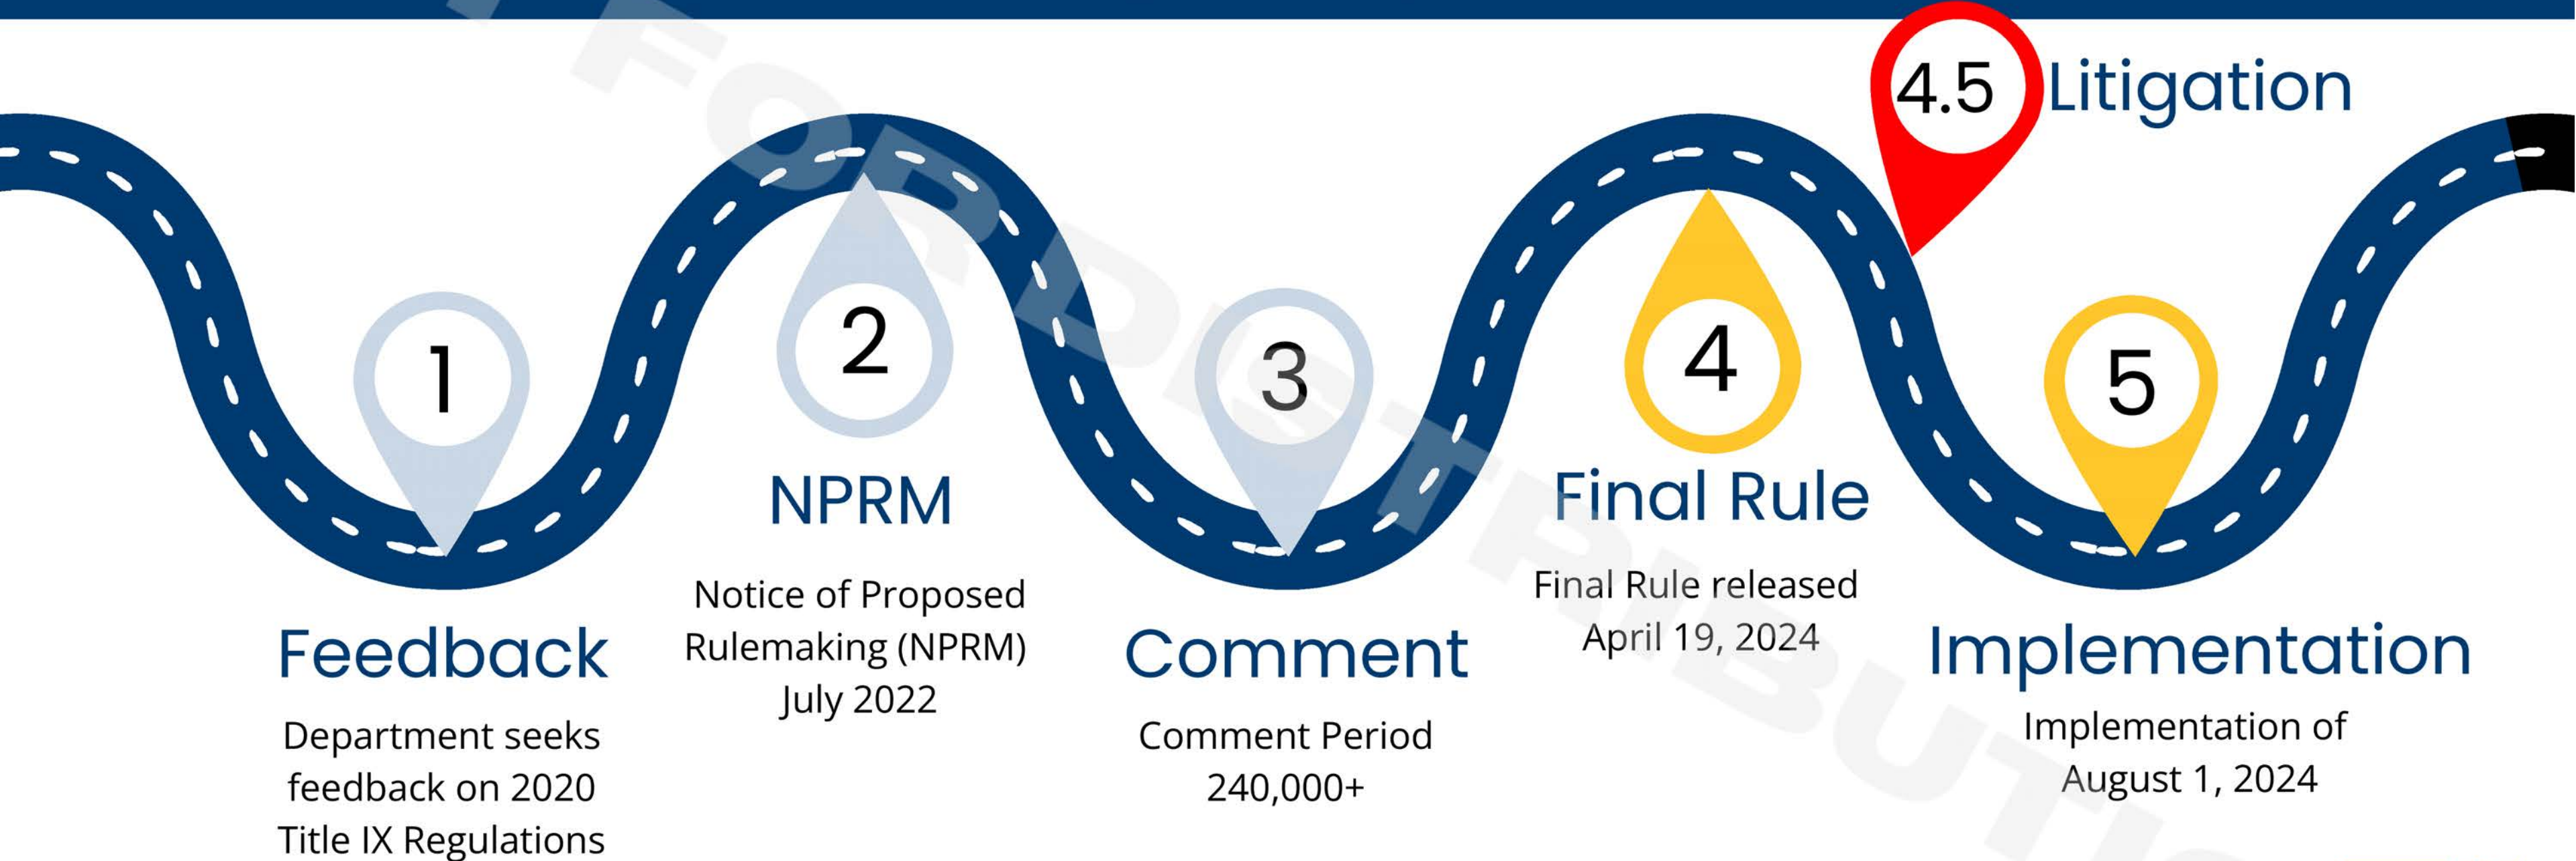 4.5 Litigation
1
2
3
4
5
NPRM
Notice of Proposed
Rulemaking (NPRM)
July 2022
Final Rule
Final Rule released
April 19, 2024
Feedback
Department seeks
feedback on 2020
Title IX Regulations
Comment
Comment Period
240,000+
Implementation
Implementation of
August 1, 2024
FOR DISTRIBUTI